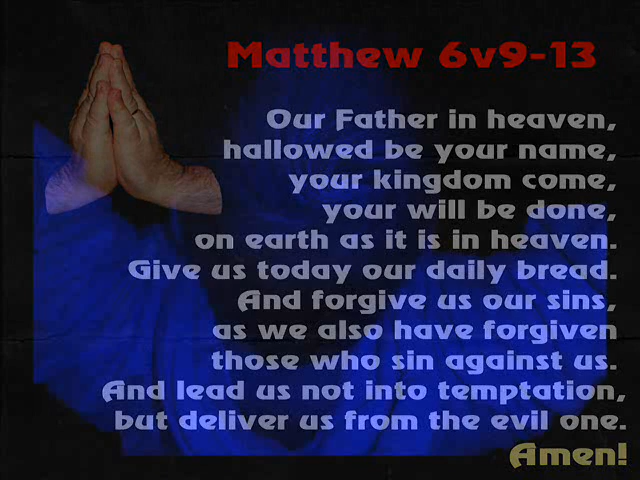 Matthew 6v9-13
Our Father in heaven,
hallowed be your name,
your kingdom come,
your will be done,
on earth as it is in heaven.
Give us today our daily bread.
And forgive us our sins,
as we also have forgiven
those who sin against us.
And lead us not into temptation,
but deliver us from the evil one.
Amen!